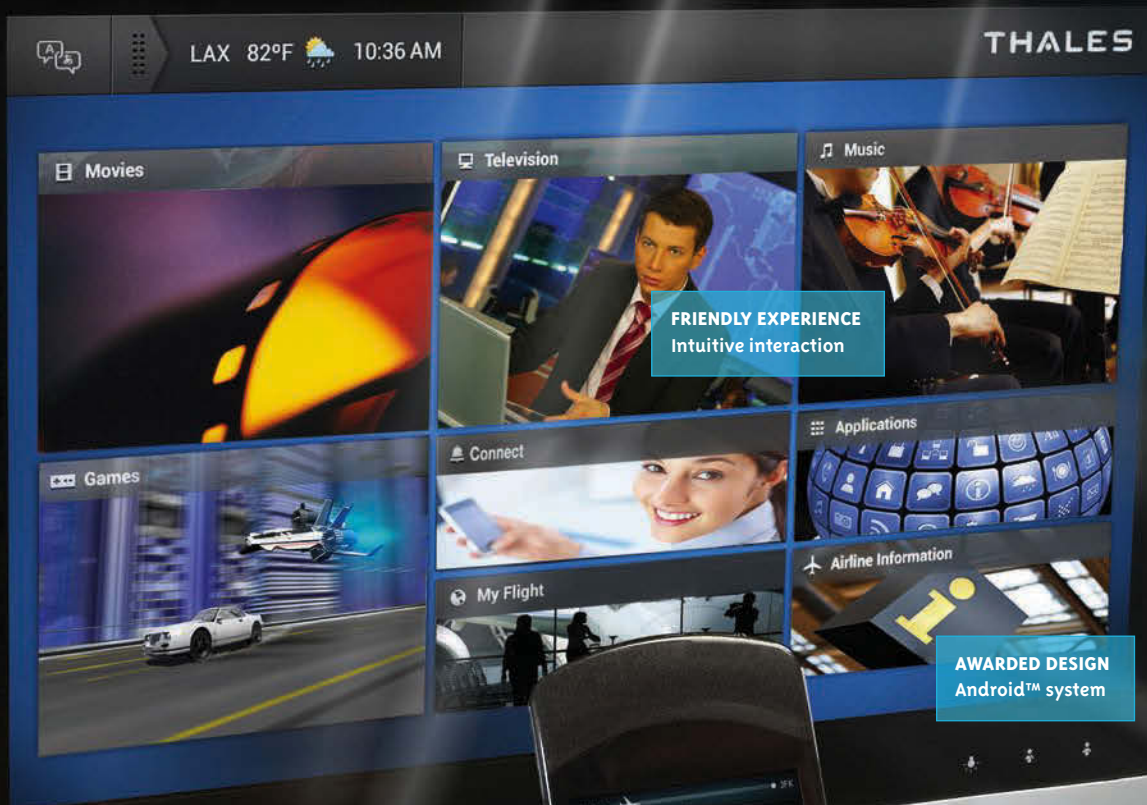 LAX 82°F 10:36 AM
THALES
Movies
Television
Music
FRIENDLY EXPERIENCE
Intuitive interaction
Games
Connect
Applications
My Flight
Airline Information
AWARDED DESIGN
Android™ system